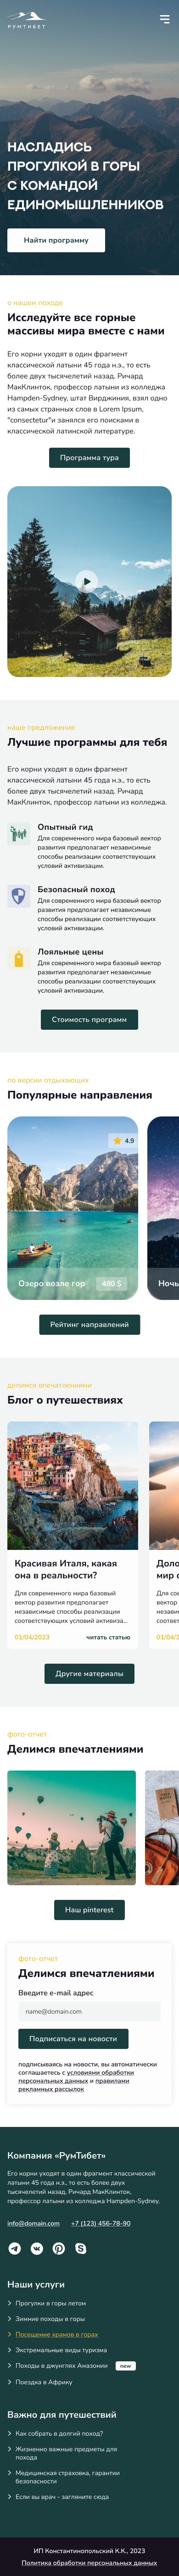 РУМТИБЕТ
НАСЛАДИСЬ
ПРОГУЛКОЙ В ГОРЫ
С КОМАНДОЙ
ЕДИНОМЫШЛЕННИКОВ
Найти программу
о нашем походе
Исследуйте все горные
массивы мира вместе с нами
Его корни уходят в один фрагмент
классической латыни 45 года н.э., то есть
более двух тысячелетий назад. Ричард
МакКлинток, профессор латыни из колледжа
Hampden-Sydney, штат Вирджиния, взял одно
из самых странных слов в Lorem Ipsum,
"consectetur"и занялся его поисками в
классической латинской литературе.
Программа тура
наше предложение
Лучшие программы для тебя
Его корни уходят в один фрагмент
классической латыни 45 года н.э., то есть
более двух тысячелетий назад. Ричард
МакКлинток, профессор латыни из колледжа.
Опытный гид
Для современного мира базовый вектор
развития предполагает независимые
способы реализации соответствующих
условий активизации.
Безопасный поход
Для современного мира базовый вектор
развития предполагает независимые
способы реализации соответствующих
условий активизации.
Лояльные цены
Для современного мира базовый вектор
развития предполагает независимые
способы реализации соответствующих
условий активизации.
Стоимость программ
по версии отдыхающих
Популярные направления
4.9
Озеро возле гор
480 $
Ночь
Рейтинг направлений
делимся впечатлениями
Блог о путешествиях
Красивая Италя, какая
она в реальности?
Для современного мира базовый
вектор развития предполагает
независимые способы реализации
соответствующих условий активиза...
01/04/2023
читать статью
Доло
мир с
Для сов
вектор
независ
соответ
01/04/2
Другие материалы
фото-отчет
Делимся впечатлениями
Наш pinterest
фото-отчет
Делимся впечатлениями
Введите e-mail адрес
name@domain.com
Подписаться на новости
подписываясь на новости, вы автоматически
соглашаетесь с условиями обработки
персональных данных и правилами
рекламных рассылок
Компания «РумТибет»
Его корни уходят в один фрагмент классической
латыни 45 года н.э., то есть более двух
тысячелетий назад. Ричард МакКлинток,
профессор латыни из колледжа Hampden-Sydney.
info@domain.com
+7 (123) 456-78-90
Наши услуги
Прогулки в горы летом
Зимние походы в горы
Посещение храмов в горах
Экстремальные виды туризма
Походы в джунглях Амазонии
new
Поездка в Африку
Важно для путешествий
Как собрать в долгий поход?
Жизненно важные предметы для
похода
Медицинская страховка, гарантии
безопасности
Если вы врач - загляните сюда
ИП Константинопольский К.К., 2023
Политика обработки персональных данных